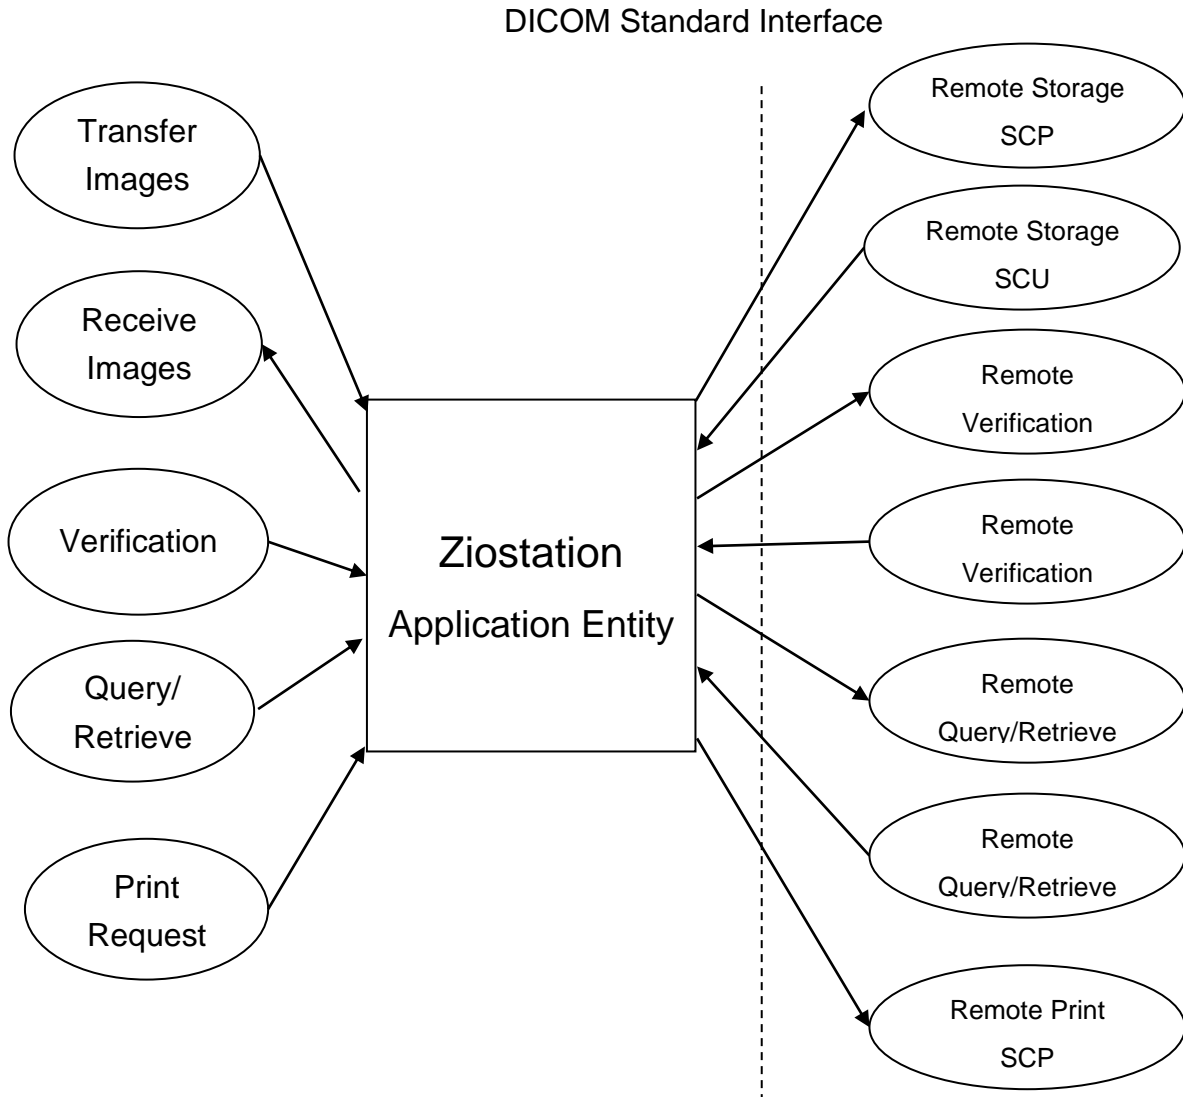 DICOM Standard Interface
Transfer
Images
Receive
Images
Verification
Query/
Retrieve
Print
Request
Ziostation
Application Entity
Remote Storage
SCP
Remote Storage
SCU
Remote
Verification
Remote
Verification
Remote
Query/Retrieve
Remote
Query/Retrieve
Remote Print
SCP